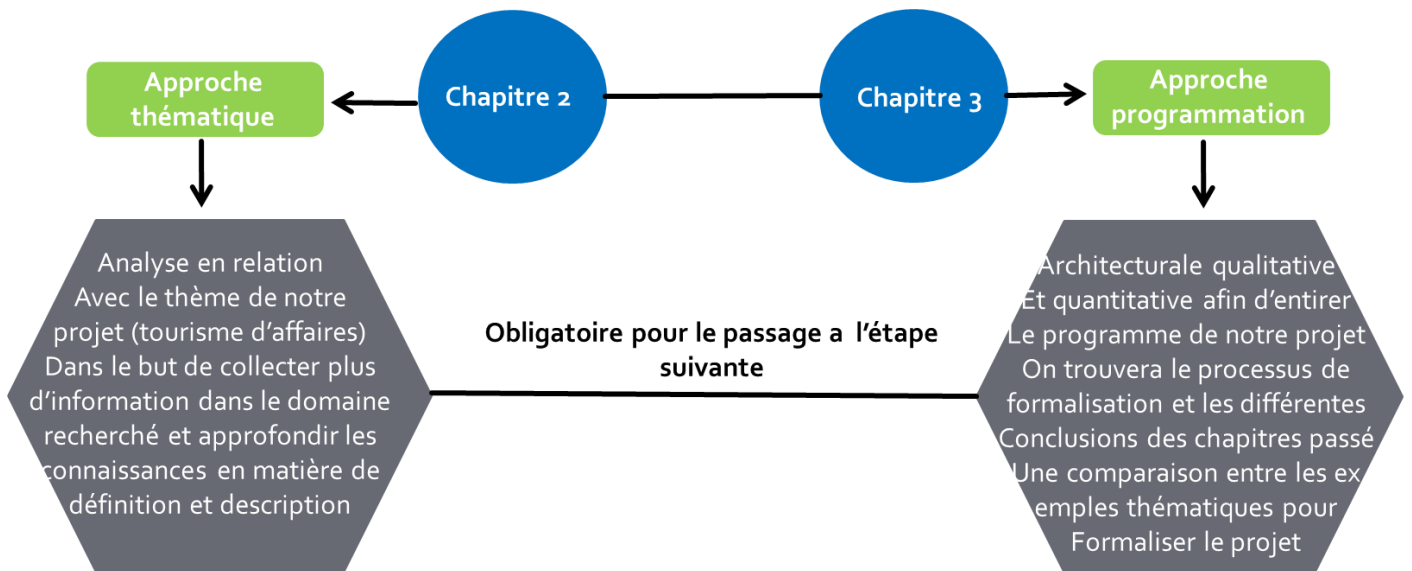 Approche
thématique
Chapitre 2
Chapitre 3
Approche
programmation
Analyse en relation
Avec le thème de notre
projet (tourisme d’affaires)
Dans le but de collecter plus
d’information dans le domaine
recherché et approfondir les
connaissances en matière de
définition et description
Obligatoire pour le passage a l’étape
suivante
Architecturale qualitative
Et quantitative afin d’entirer
Le programme de notre projet
On trouvera le processus de
formalisation et les différentes
Conclusions des chapitres passé
Une comparaison entre les ex
emples thématiques pour
Formaliser le projet